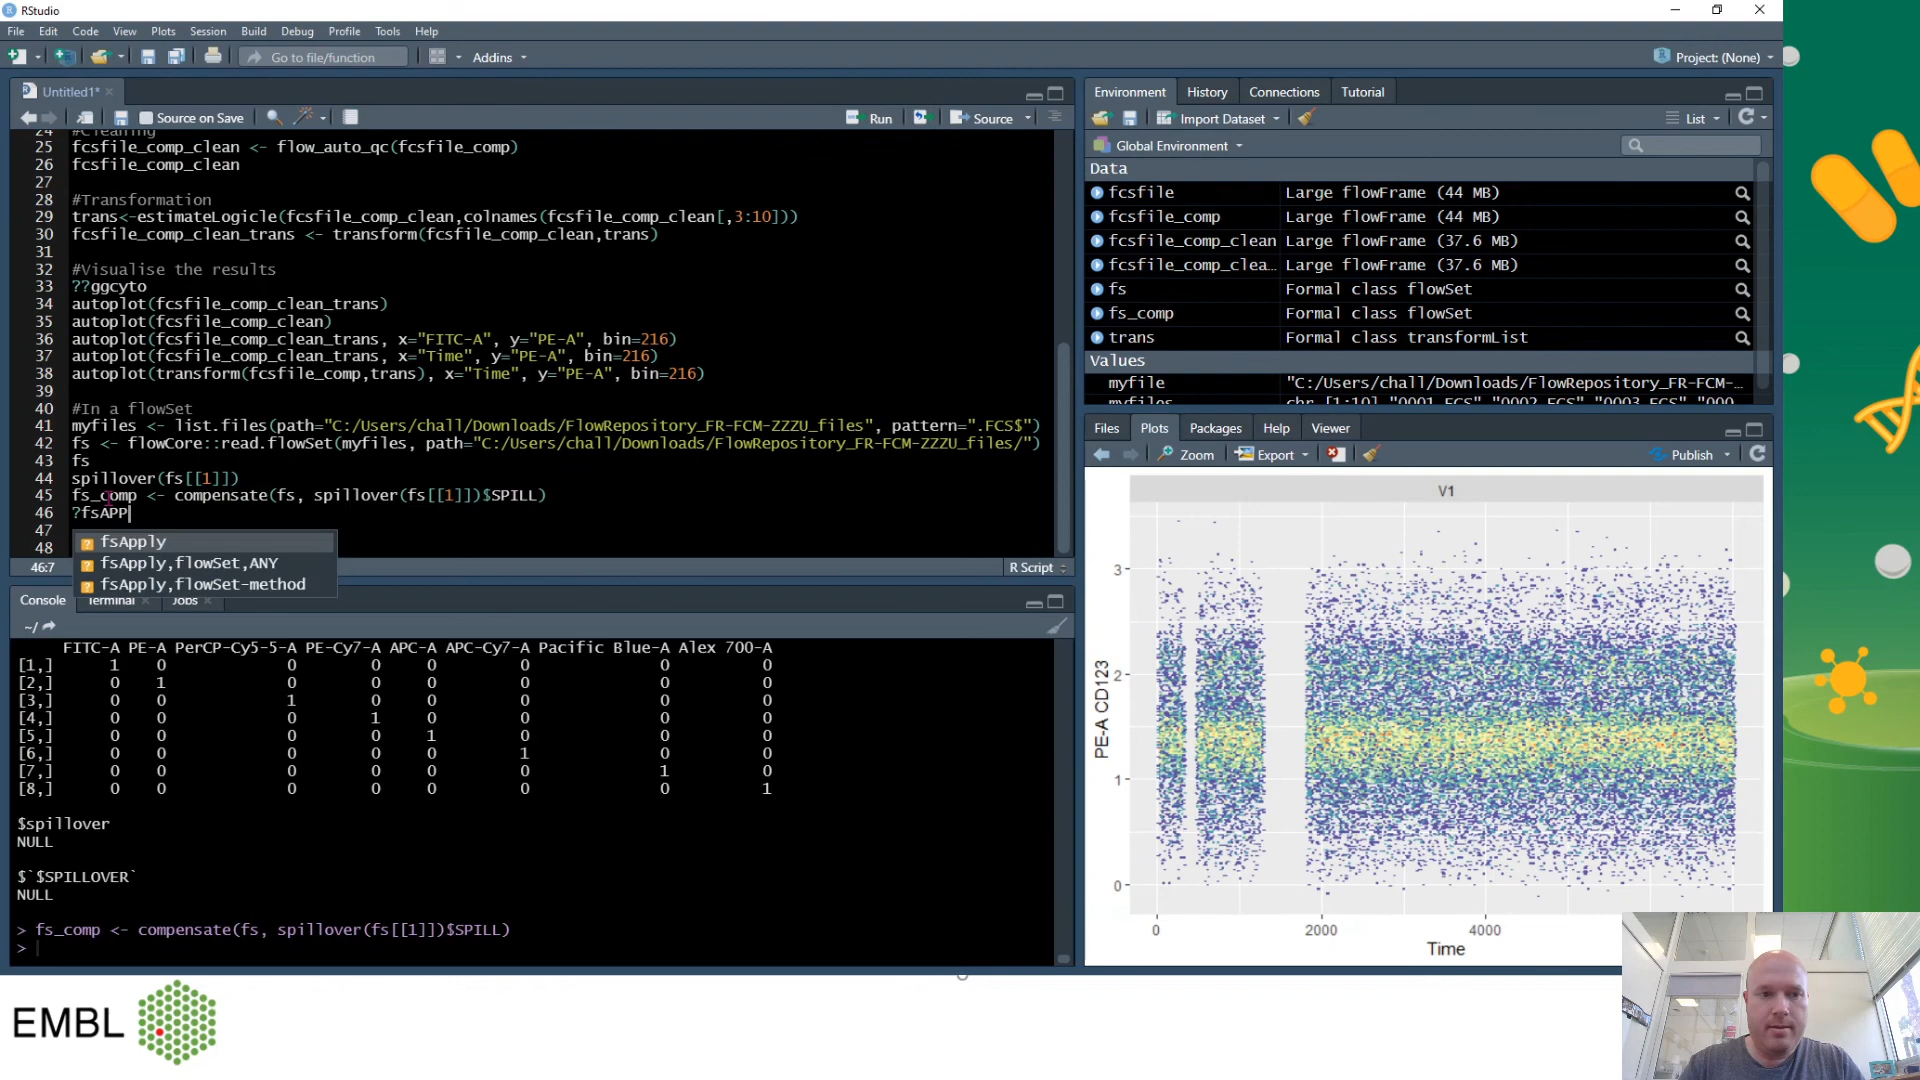 RStudio
File Edit Code View Plots Session Build Debug Profile Tools Help
Go to file/function Addins Project: (None)
Untitled1*
Source on Save Run Source
24 #Cleaning
25 fcsfile_comp_clean <- flow_auto_qc(fcsfile_comp)
26 fcsfile_comp_clean
27
28 #Transformation
29 trans<-estimateLogicle(fcsfile_comp_clean,colnames(fcsfile_comp_clean[,3:10]))
30 fcsfile_comp_clean_trans <- transform(fcsfile_comp_clean,trans)
31
32 #Visualise the results
33 ??ggcyto
34 autoplot(fcsfile_comp_clean_trans)
35 autoplot(fcsfile_comp_clean)
36 autoplot(fcsfile_comp_clean_trans, x="FITC-A", y="PE-A", bin=216)
37 autoplot(fcsfile_comp_clean_trans, x="Time", y="PE-A", bin=216)
38 autoplot(transform(fcsfile_comp,trans), x="Time", y="PE-A", bin=216)
39
40 #In a flowSet
41 myfiles <- list.files(path="C:/Users/chall/Downloads/FlowRepository_FR-FCM-ZZZU_files", pattern=".FCS$")
42 fs <- flowCore::read.flowSet(myfiles, path="C:/Users/chall/Downloads/FlowRepository_FR-FCM-ZZZU_files/")
43 fs
44 spillover(fs[[1]])
45 fs_comp <- compensate(fs, spillover(fs[[1]])$SPILL)
46 ?fsAPP
47
48
fsApply
fsApply,flowSet,ANY
fsApply,flowSet-method
46:7 R Script
Console Terminal Jobs
~/
FITC-A PE-A PerCP-Cy5-5-A PE-Cy7-A APC-A APC-Cy7-A Pacific Blue-A Alex 700-A
[1,] 1 0 0 0 0 0 0 0
[2,] 0 1 0 0 0 0 0 0
[3,] 0 0 1 0 0 0 0 0
[4,] 0 0 0 1 0 0 0 0
[5,] 0 0 0 0 1 0 0 0
[6,] 0 0 0 0 0 1 0 0
[7,] 0 0 0 0 0 0 1 0
[8,] 0 0 0 0 0 0 0 1
$spillover
NULL
$`$SPILLOVER`
NULL
> fs_comp <- compensate(fs, spillover(fs[[1]])$SPILL)
>
Environment History Connections Tutorial
Import Dataset List
Global Environment
Data
fcsfile Large flowFrame (44 MB)
fcsfile_comp Large flowFrame (44 MB)
fcsfile_comp_clean Large flowFrame (37.6 MB)
fcsfile_comp_clea… Large flowFrame (37.6 MB)
fs Formal class flowSet
fs_comp Formal class flowSet
trans Formal class transformList
Values
myfile "C:/Users/chall/Downloads/FlowRepository_FR-FCM-…
myfiles chr [1:10] "0001.FCS" "0002.FCS" "0003.FCS" "000…
Files Plots Packages Help Viewer
Zoom Export Publish
V1
3
2
1
0
PE-A CD123
0 2000 4000
Time
EMBL